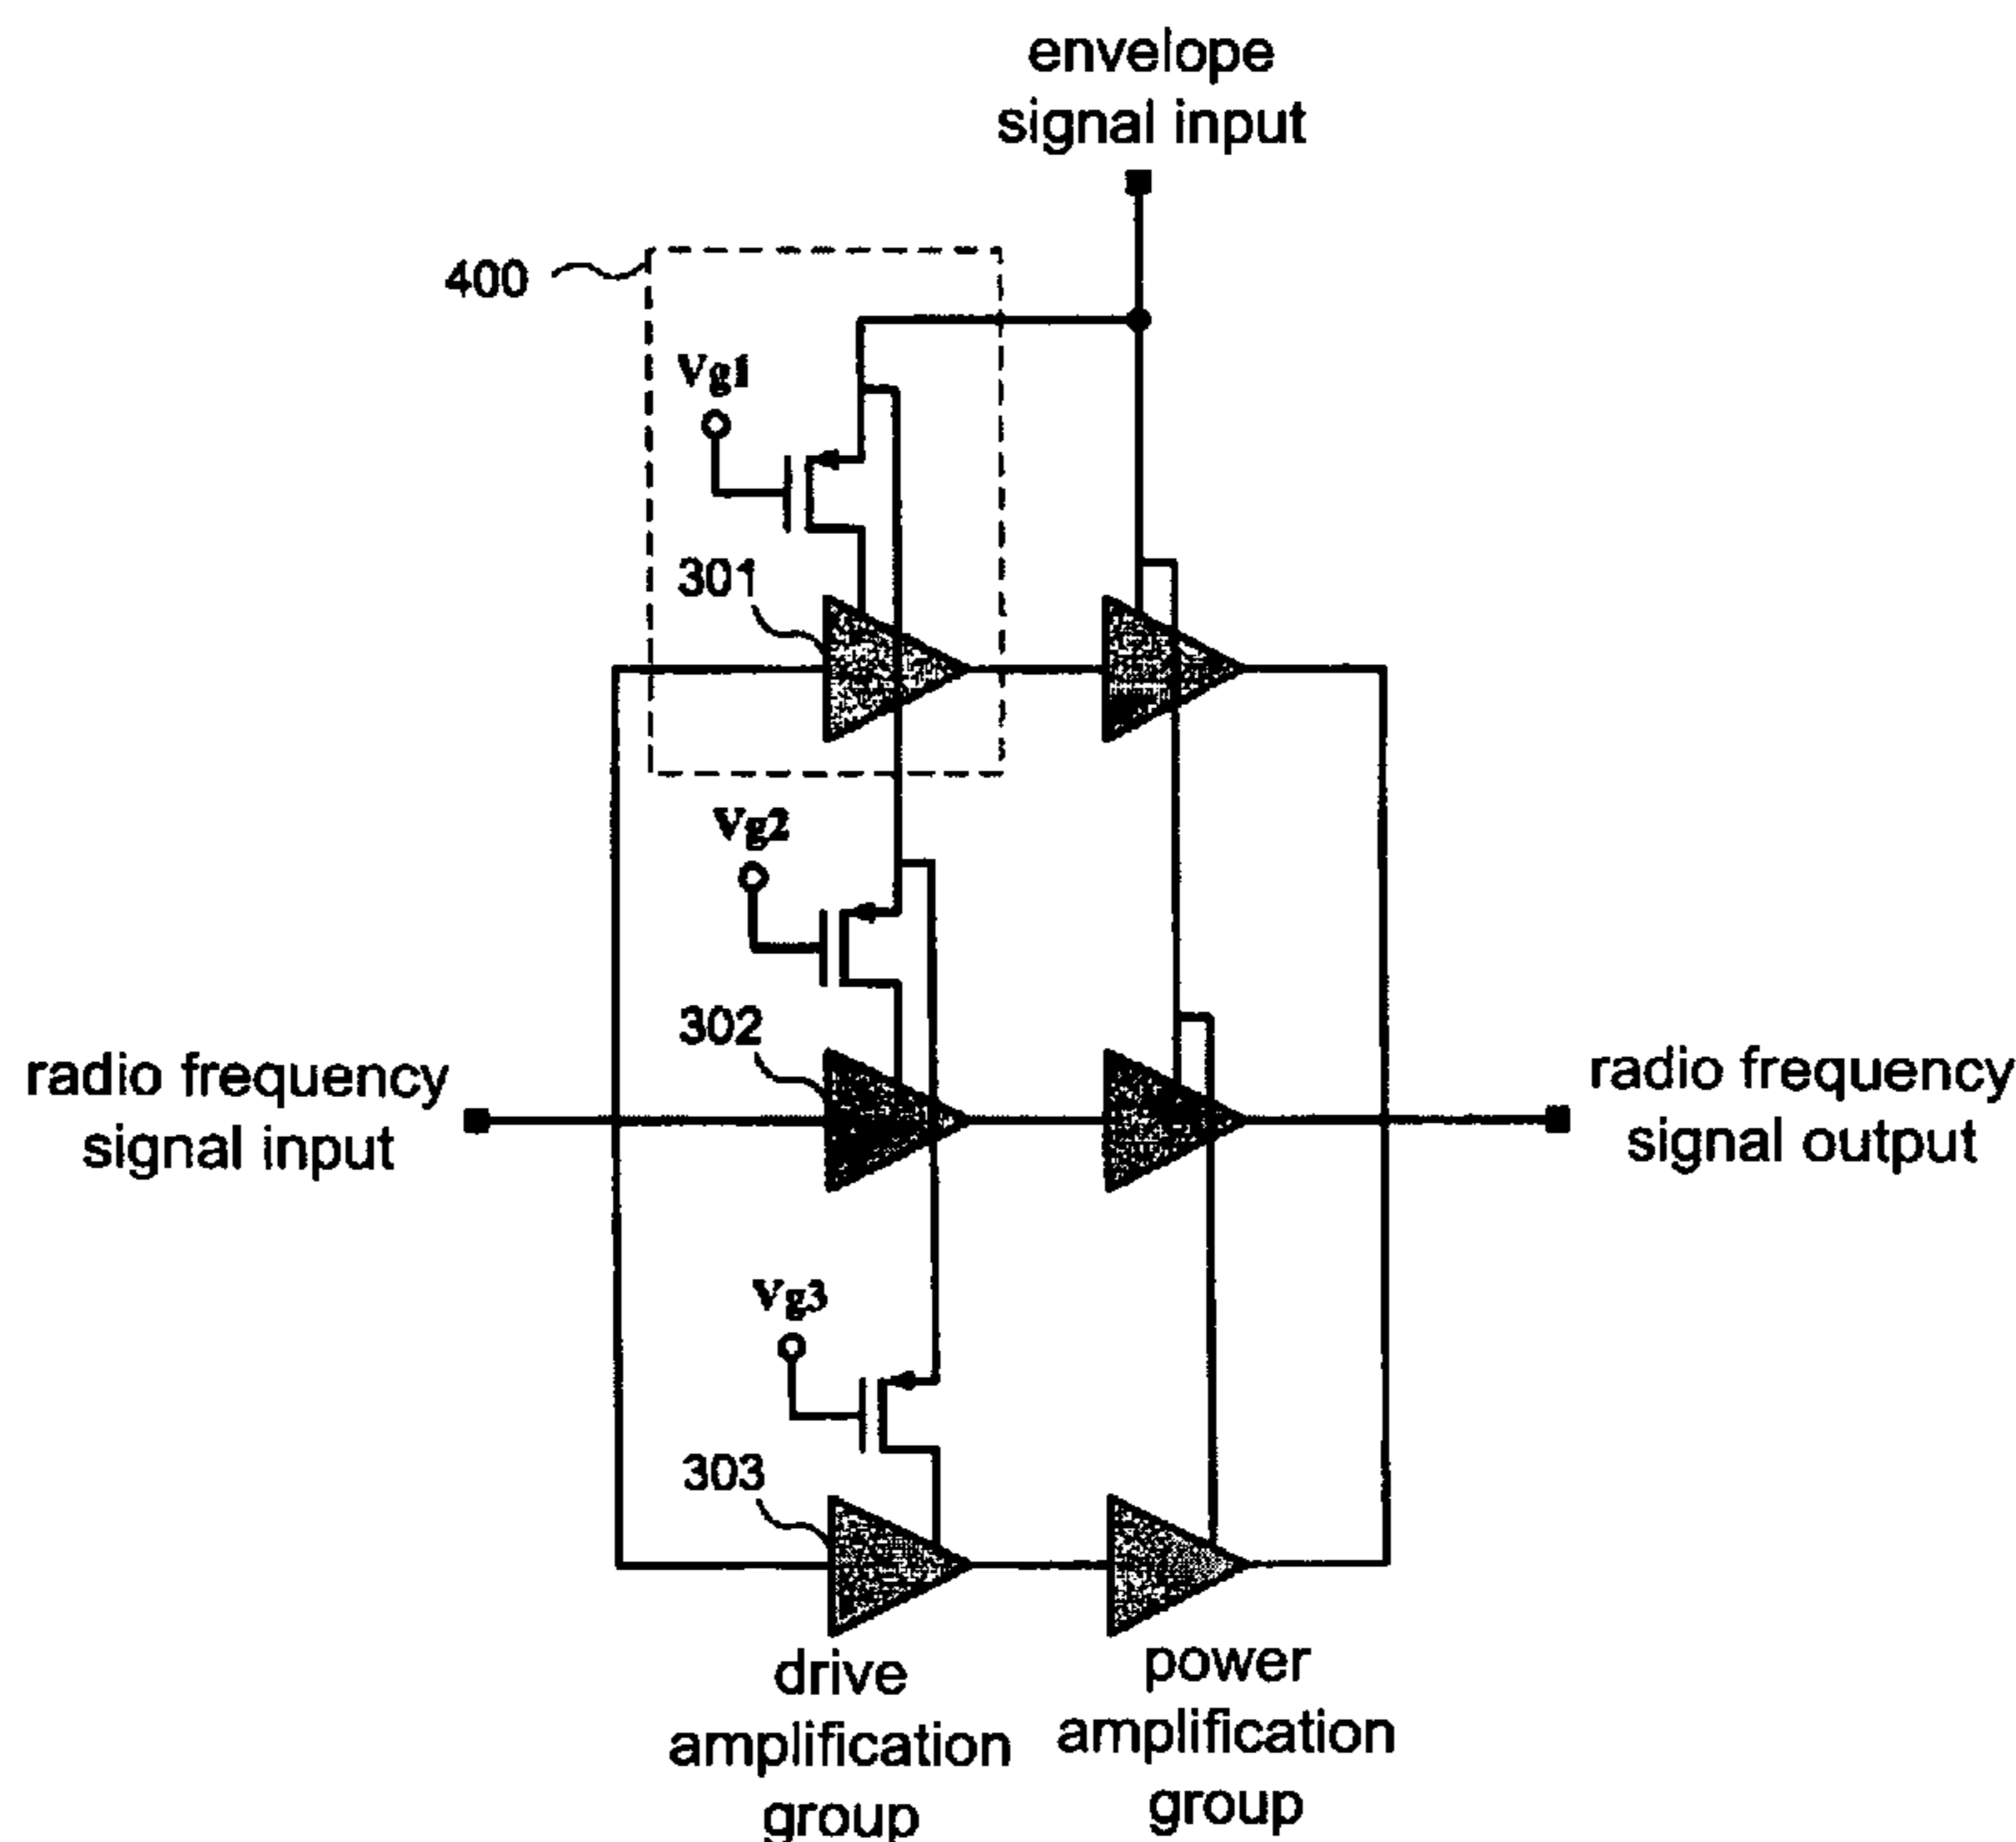 envelope
signal input
400
Vg1
301
Vg2
302
radio frequency
signal input
radio frequency
signal output
Vg3
303
drive
amplification
group
power
amplification
group